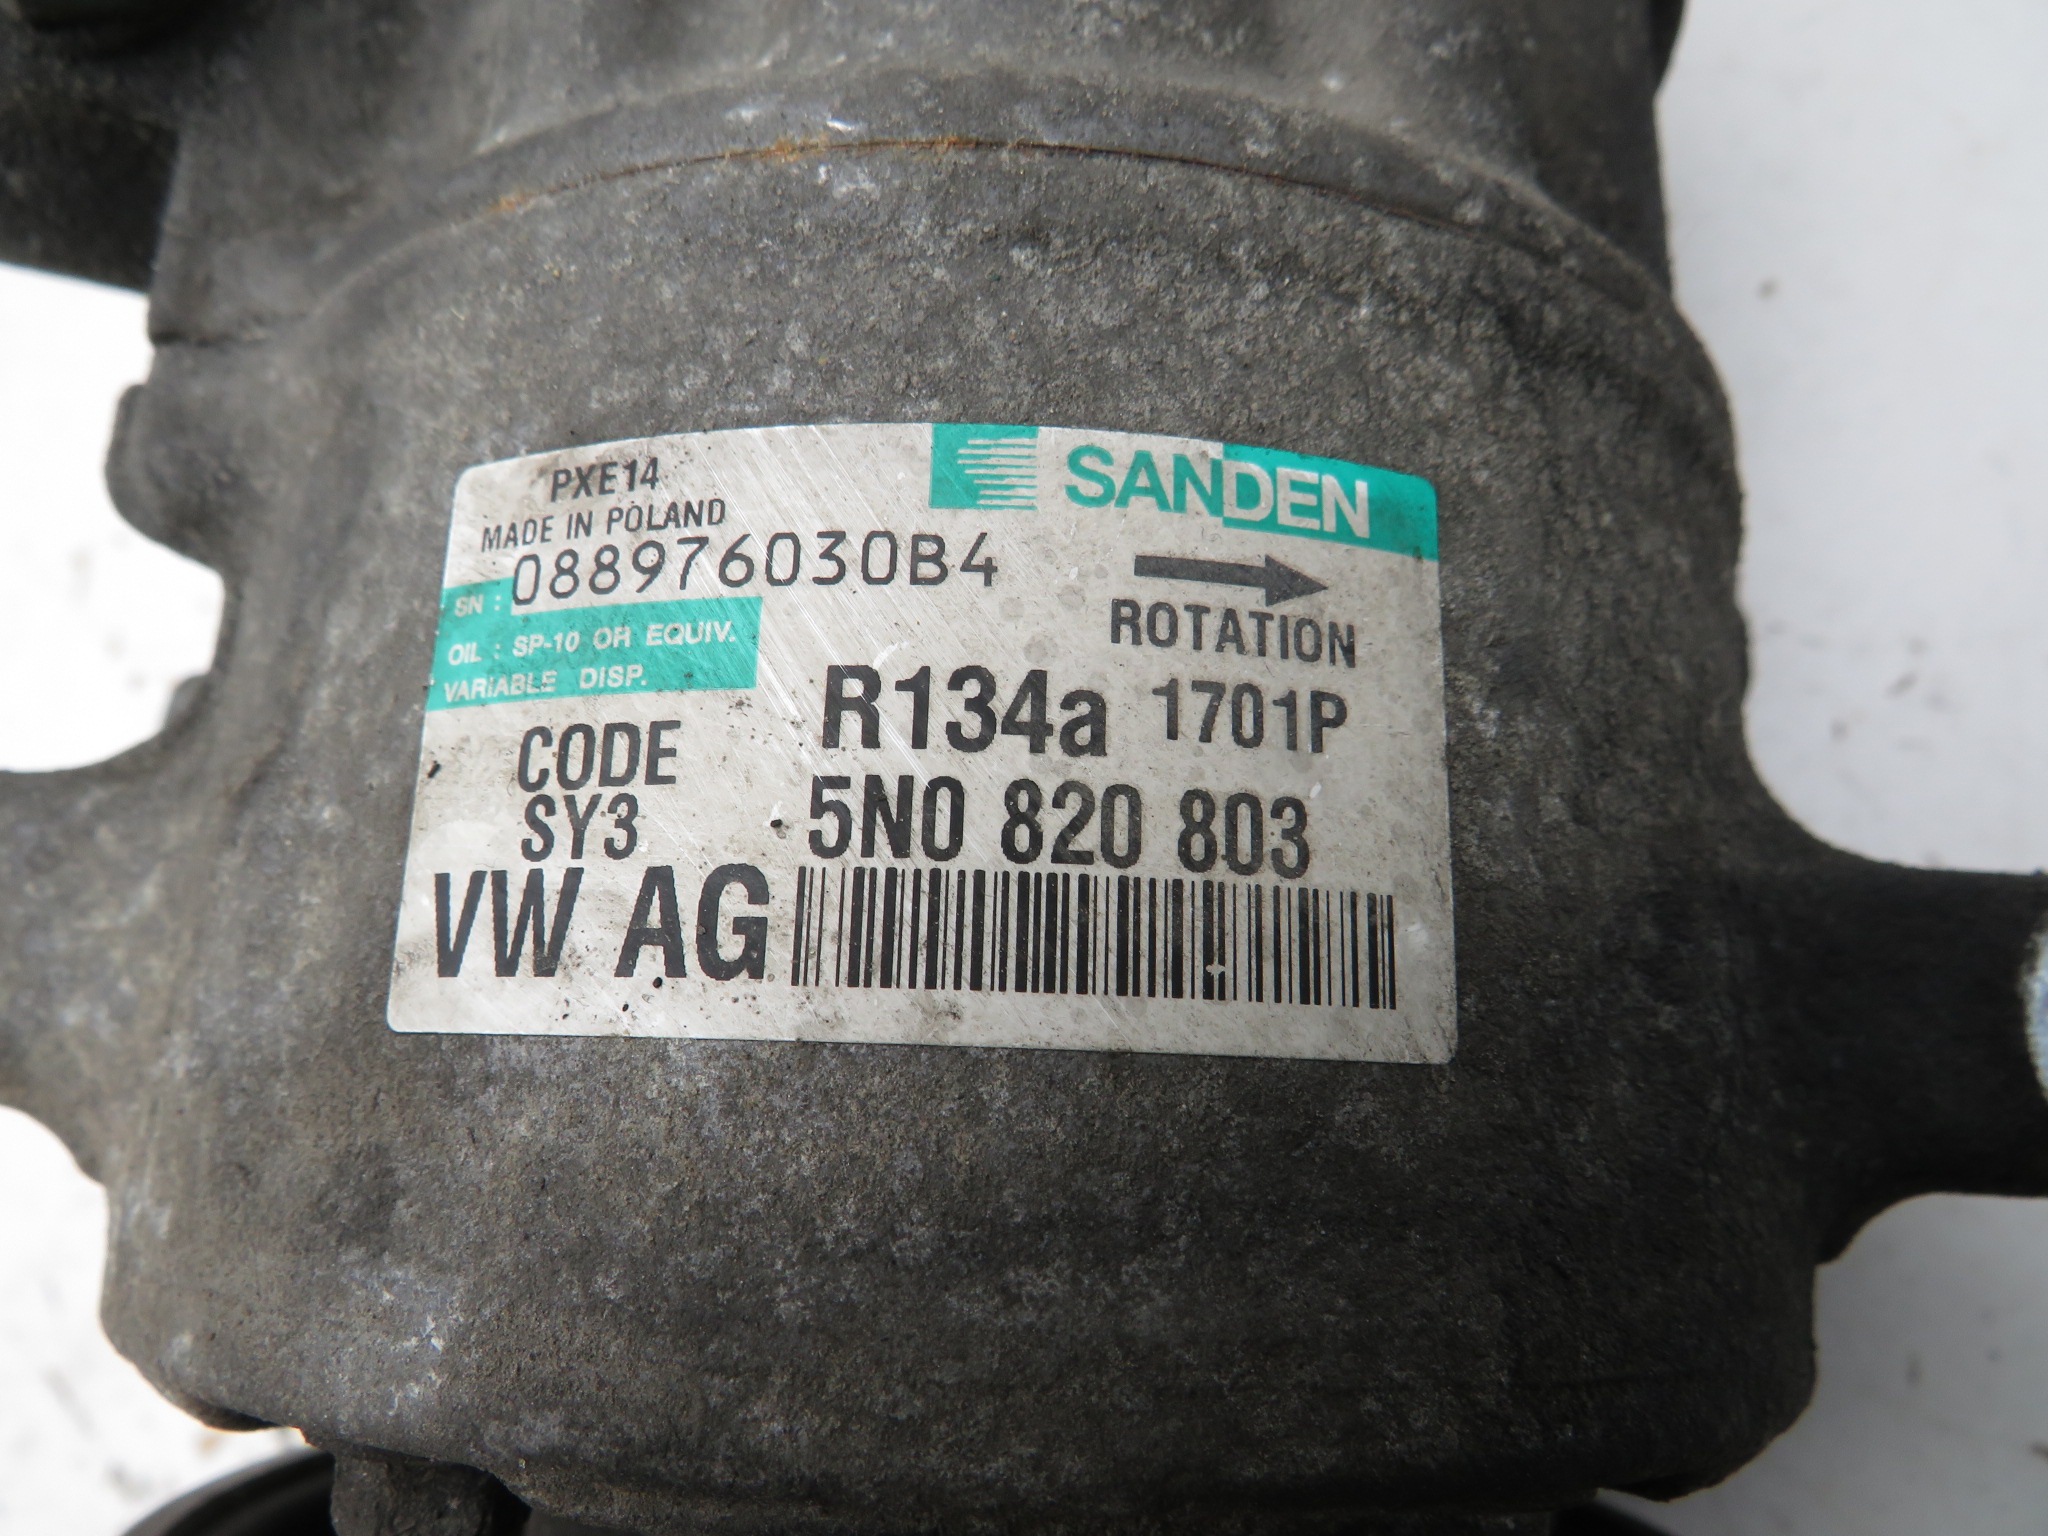 PXE14
SANDEN
MADE IN POLAND
SN : 088976030B4
ROTATION
OIL : SP-10 OR EQUIV.
VARIABLE DISP.
R134a 1701P
CODE
SY3
5N0 820 803
VW AG